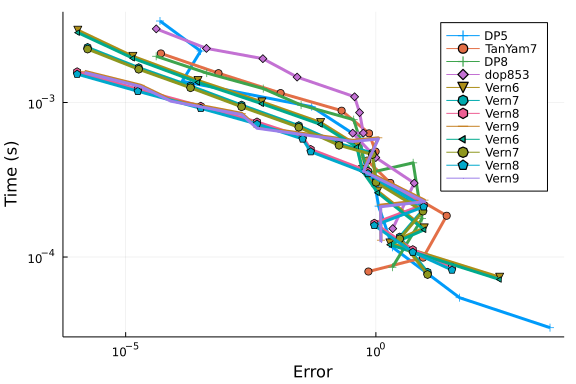 DP5
TanYam7
DP8
dop853
Vern6
Vern7
Vern8
Vern9
Vern6
Vern7
Vern8
Vern9
10⁻³
10⁻⁴
10⁻⁵
10⁰
Time (s)
Error